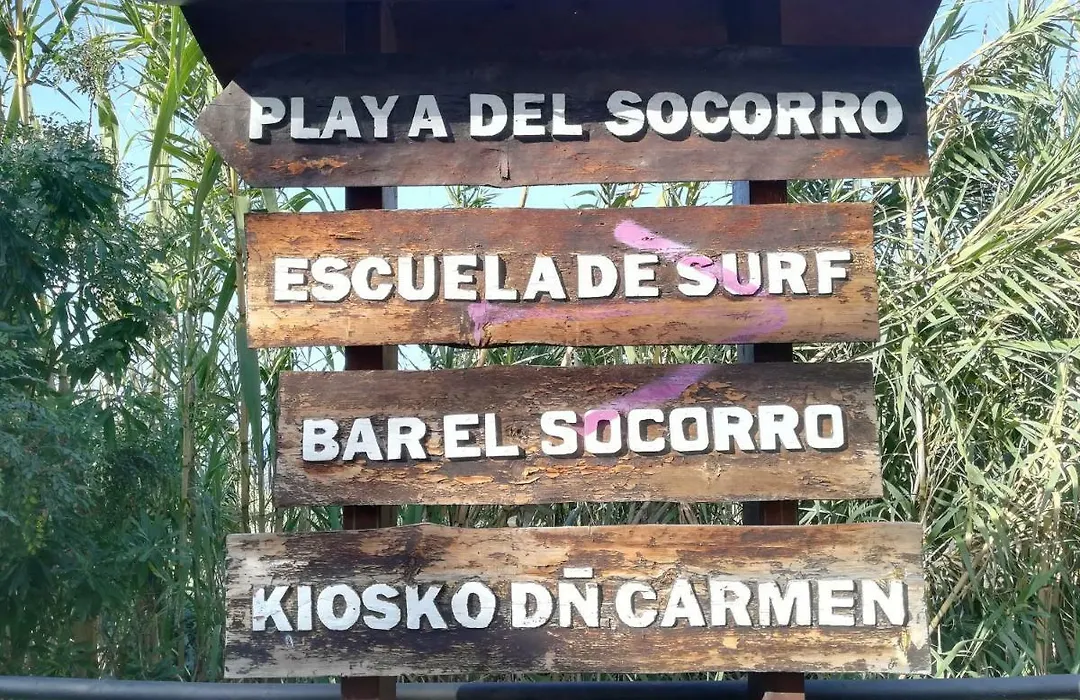 PLAYA DEL SOCORRO
ESCUELA DE SURF
BAR EL SOCORRO
KIOSKO DÑ CARMEN